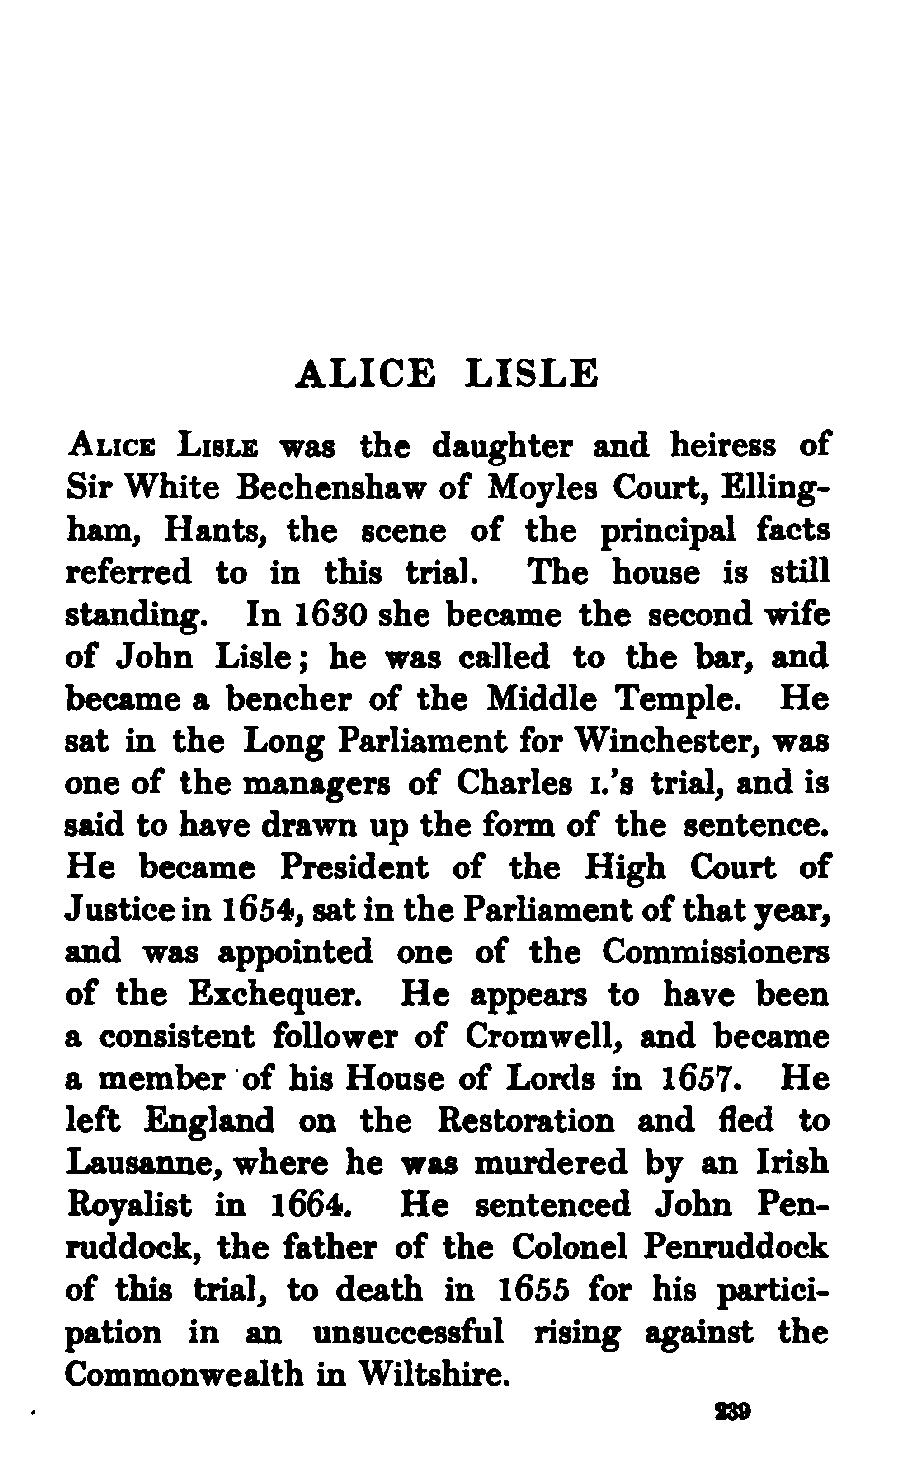 ALICE LISLE
ALICE LISLE was the daughter and heiress of
Sir White Bechenshaw of Moyles Court, Elling-
ham, Hants, the scene of the principal facts
referred to in this trial. The house is still
standing. In 1630 she became the second wife
of John Lisle; he was called to the bar, and
became a bencher of the Middle Temple. He
sat in the Long Parliament for Winchester, was
one of the managers of Charles I.'s trial, and is
said to have drawn up the form of the sentence.
He became President of the High Court of
Justice in 1654, sat in the Parliament of that year,
and was appointed one of the Commissioners
of the Exchequer. He appears to have been
a consistent follower of Cromwell, and became
a member of his House of Lords in 1657. He
left England on the Restoration and fled to
Lausanne, where he was murdered by an Irish
Royalist in 1664. He sentenced John Pen-
ruddock, the father of the Colonel Penruddock
of this trial, to death in 1655 for his partici-
pation in an unsuccessful rising against the
Commonwealth in Wiltshire.
239